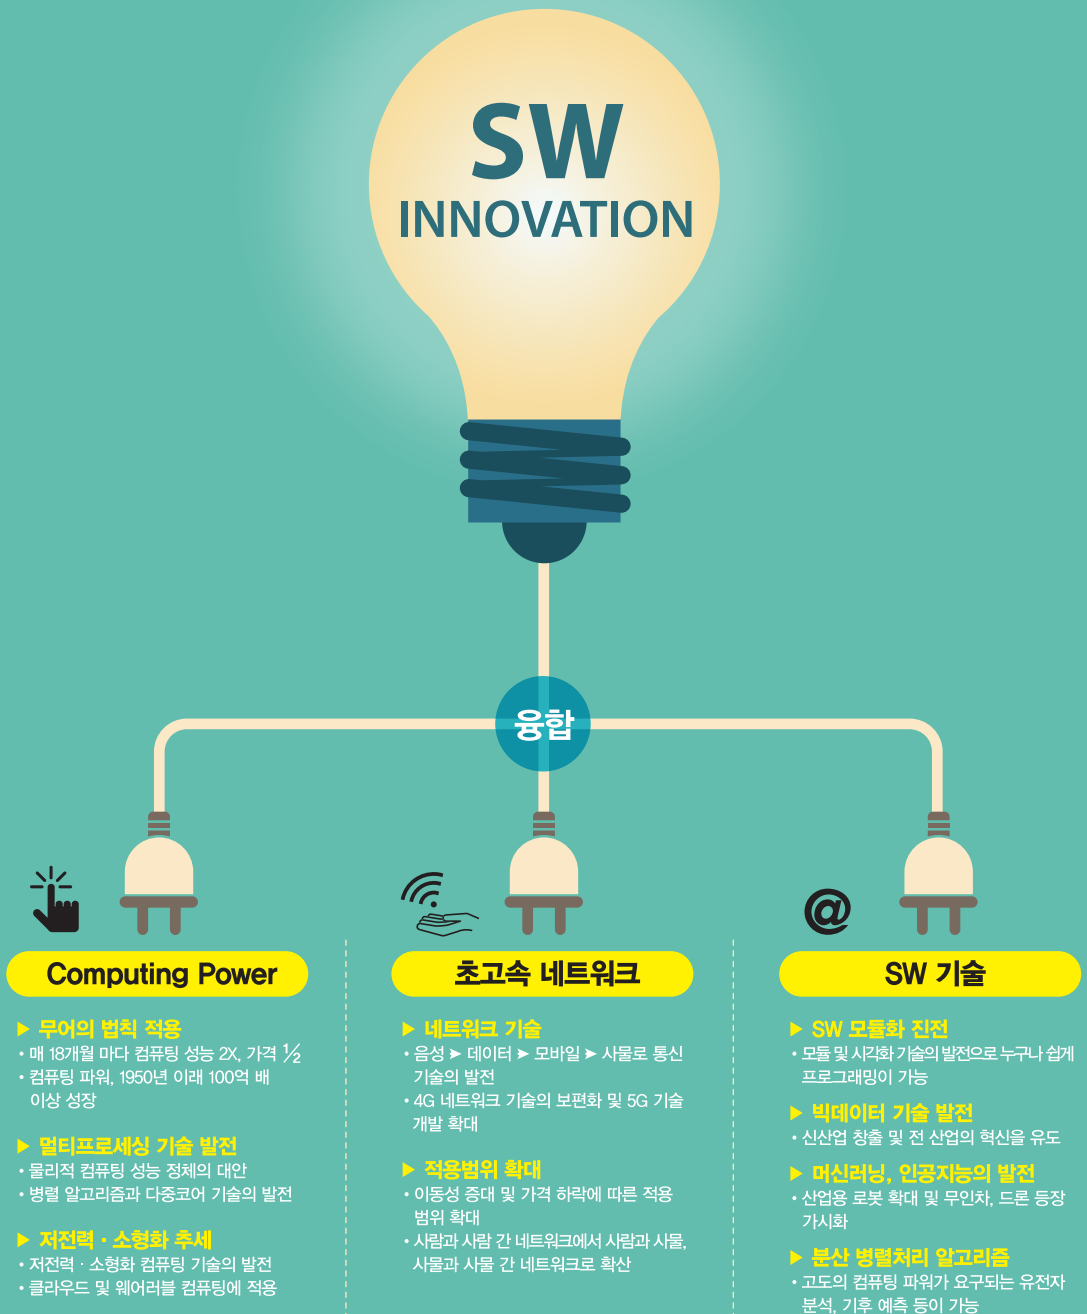 SW
INNOVATION
융합
Computing Power
▶ 무어의 법칙 적용
• 매 18개월 마다 컴퓨팅 성능 2X, 가격 ½
• 컴퓨팅 파워, 1950년 이래 100억 배
이상 성장
▶ 멀티프로세싱 기술 발전
• 물리적 컴퓨팅 성능 정체의 대안
• 병렬 알고리즘과 다중코어 기술의 발전
▶ 저전력 · 소형화 추세
• 저전력 · 소형화 컴퓨팅 기술의 발전
• 클라우드 및 웨어러블 컴퓨팅에 적용
초고속 네트워크
▶ 네트워크 기술
• 음성 ➤ 데이터 ➤ 모바일 ➤ 사물로 통신
기술의 발전
• 4G 네트워크 기술의 보편화 및 5G 기술
개발 확대
▶ 적용범위 확대
• 이동성 증대 및 가격 하락에 따른 적용
범위 확대
• 사람과 사람 간 네트워크에서 사람과 사물,
사물과 사물 간 네트워크로 확산
@
SW 기술
▶ SW 모듈화 진전
• 모듈 및 시각화 기술의 발전으로 누구나 쉽게
프로그래밍이 가능
▶ 빅데이터 기술 발전
• 신산업 창출 및 전 산업의 혁신을 유도
▶ 머신러닝, 인공지능의 발전
• 산업용 로봇 확대 및 무인차, 드론 등장
가시화
▶ 분산 병렬처리 알고리즘
• 고도의 컴퓨팅 파워가 요구되는 유전자
분석, 기후 예측 등이 가능